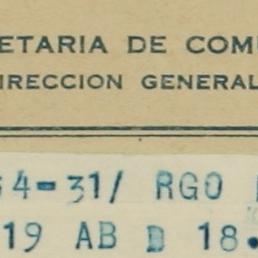 ETARIA DE COM
IRECCION GENERAL
4-31/ RGO
19 AB D 18.